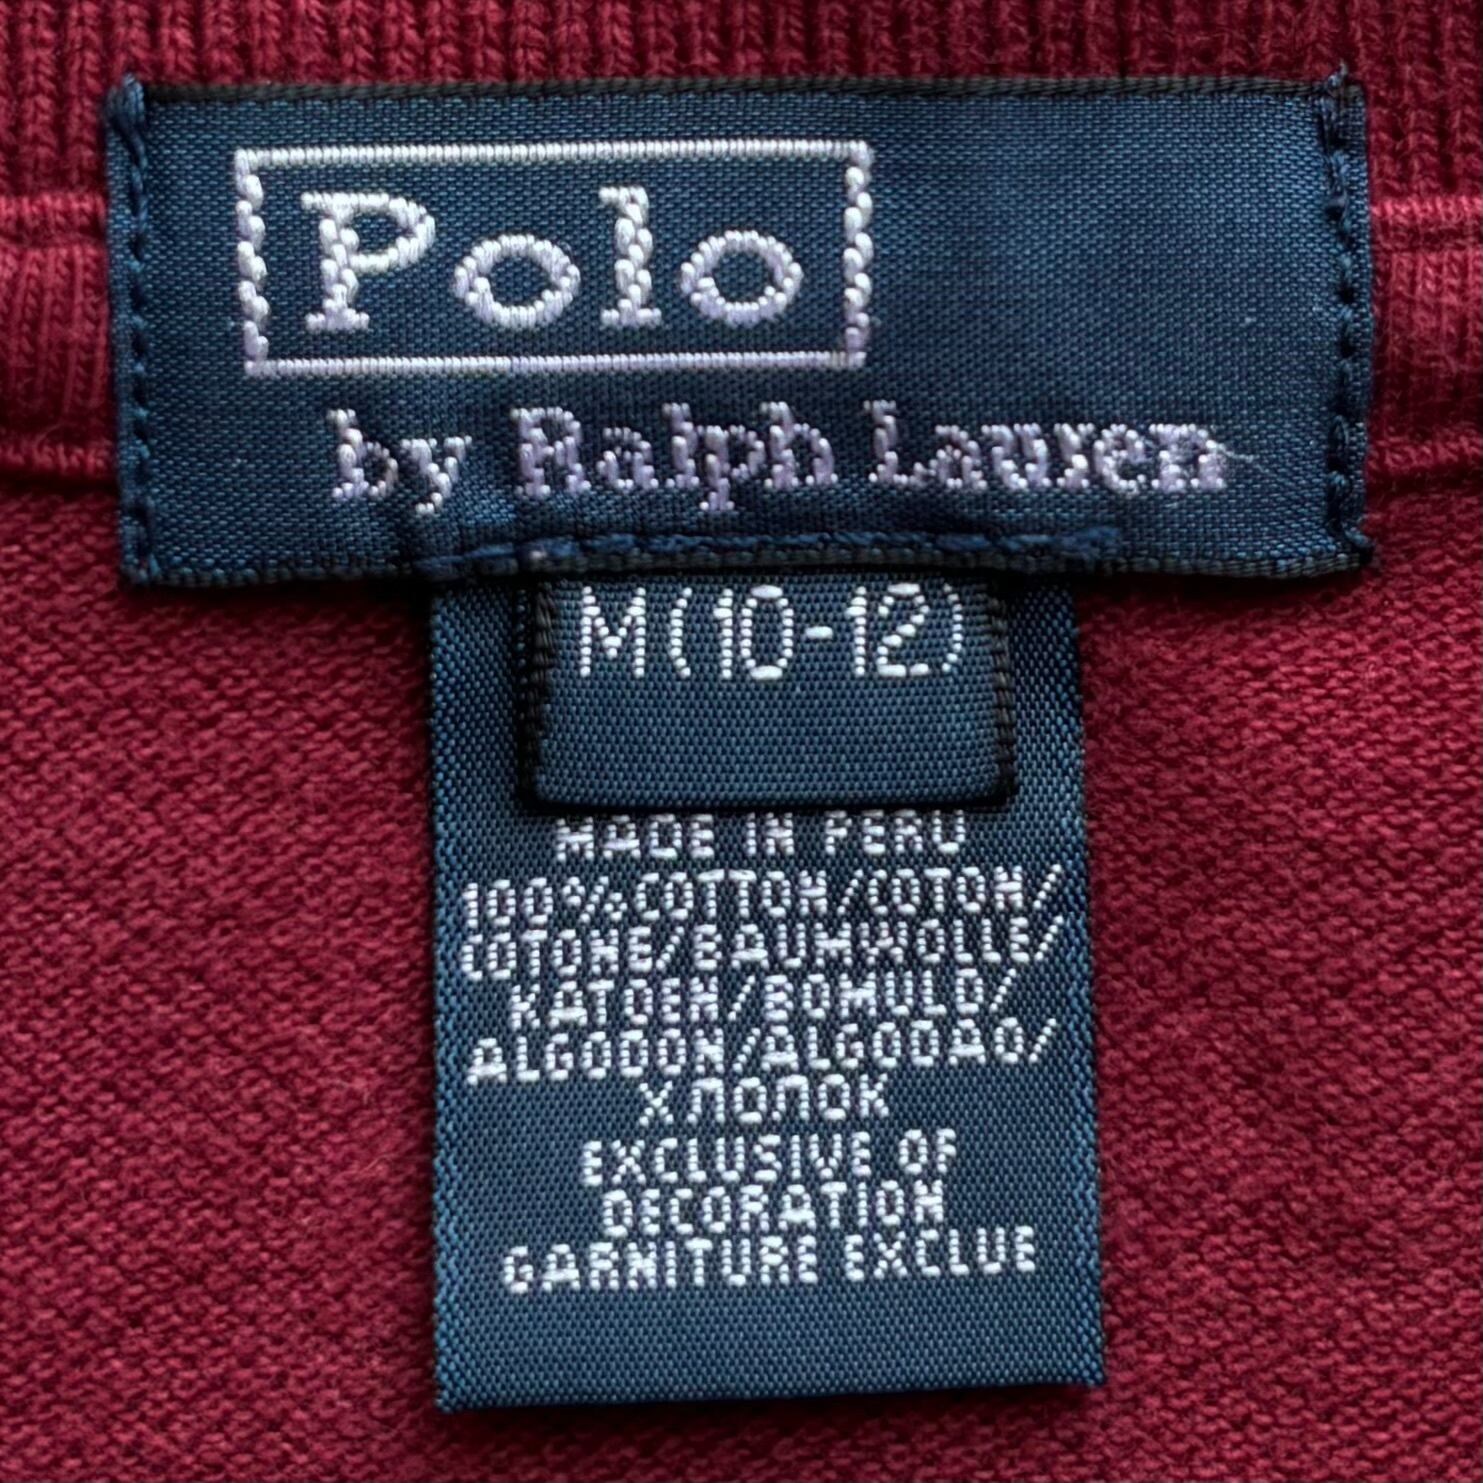 Polo
by Ralph Lauren
M(10-12)
MADE IN PERU
100% COTTON/COTON/
COTONE/BAUMWOLLE/
KATOEN/BOMULD/
ALGODON/ALGODAO/
ХЛОПОК
EXCLUSIVE OF
DECORATION
GARNITURE EXCLUE